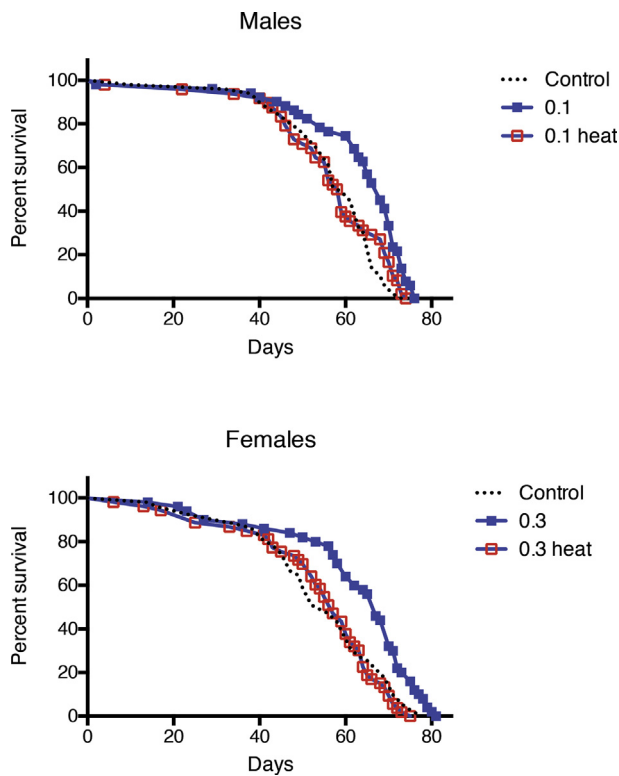 Males
100
80
60
40
20
0
Percent survival
0 20 40 60 80
Days
Control
0.1
0.1 heat
Females
100
80
60
40
20
0
Percent survival
0 20 40 60 80
Days
Control
0.3
0.3 heat